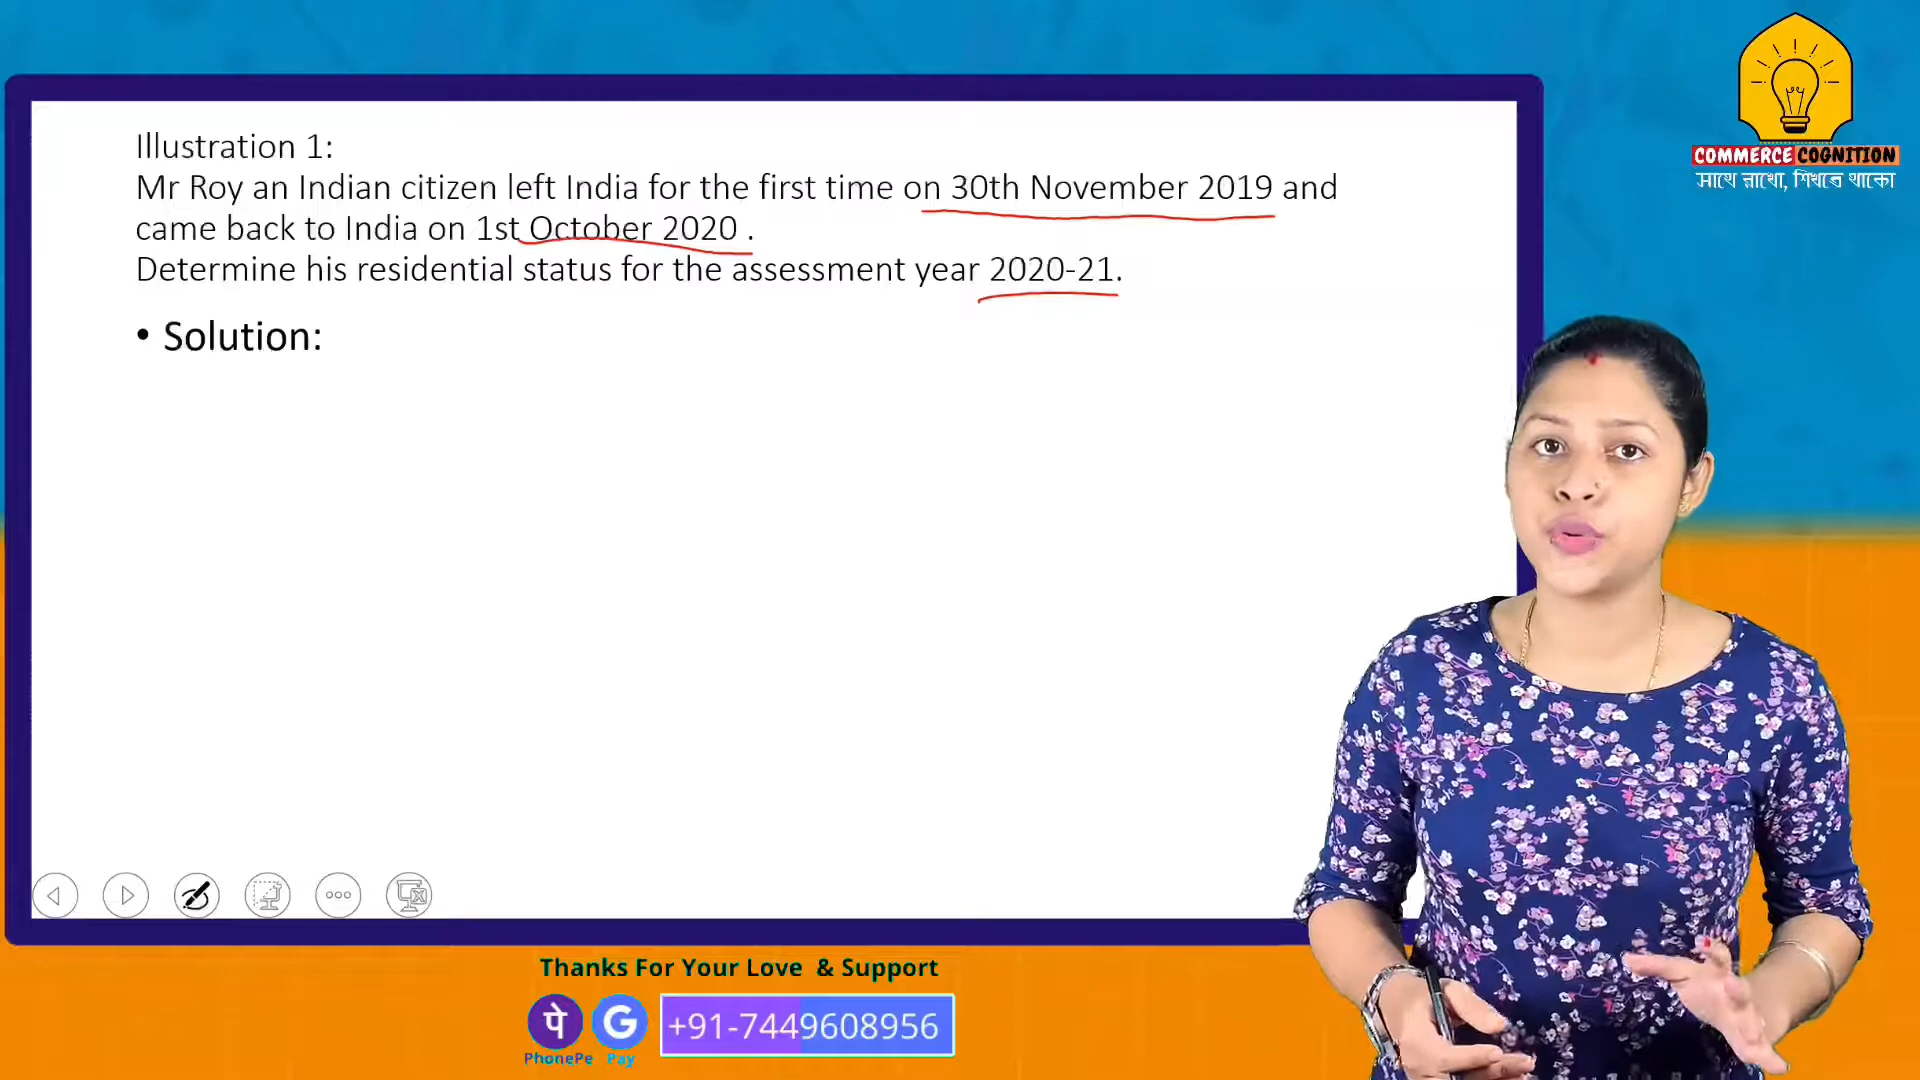 COMMERCE COGNITION
সাথে রাখো, শিখতে থাকো
Illustration 1:
Mr Roy an Indian citizen left India for the first time on 30th November 2019 and
came back to India on 1st October 2020 .
Determine his residential status for the assessment year 2020-21.
• Solution:
Thanks For Your Love & Support
पे
G
+91-7449608956
PhonePe
Pay